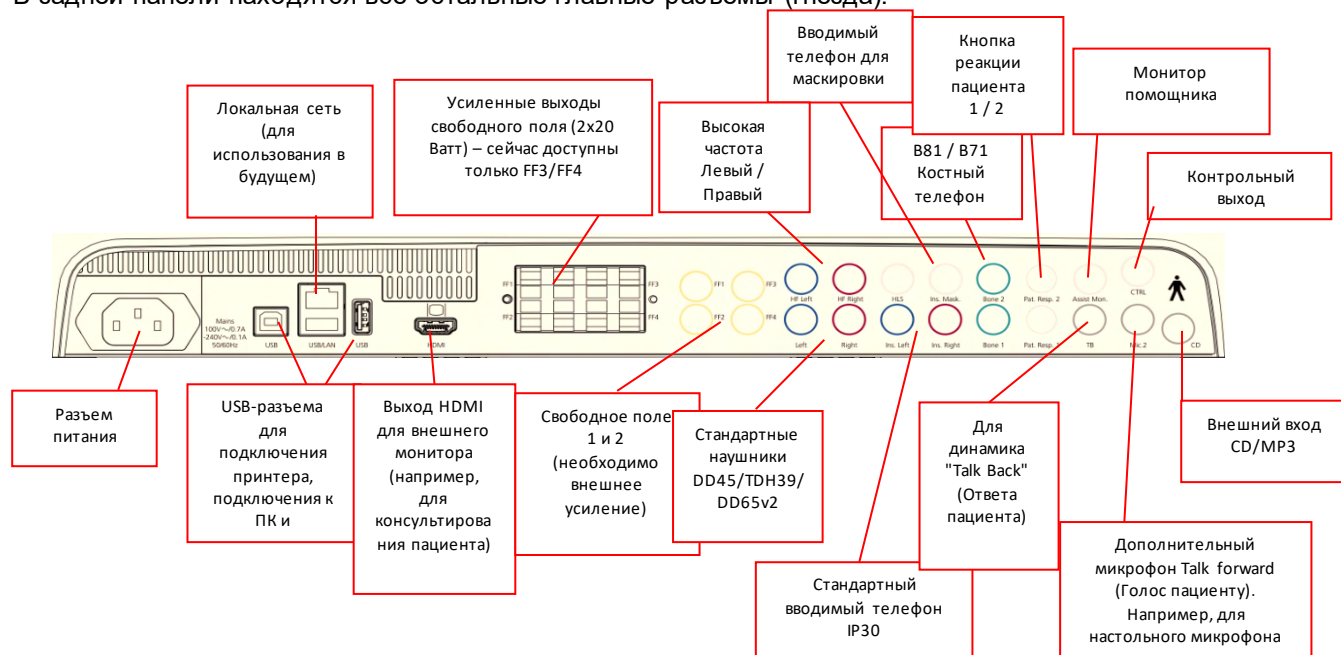 В задней панели находятся все остальные главные разъемы (гнезда).
Вводимый
телефон для
маскировки
Кнопка
реакции
пациента
1 / 2
Монитор
помощника
Локальная сеть
(для
использования в
будущем)
Усиленные выходы
свободного поля (2x20
Ватт) – сейчас доступны
только FF3/FF4
Высокая
частота
Левый /
Правый
B81 / B71
Костный
телефон
Контрольный
выход
Mains
100V~/0.7A
-240V~/0.1A
50/60Hz
USB
USB/LAN
USB
HDMI
FF1
FF3
FF2
FF4
FF1
FF3
FF2
FF4
HF Left
HF Right
HLS
Ins. Mask.
Bone 2
Pat. Resp. 2
Assist Mon.
CTRL
Left
Right
Ins. Left
Ins. Right
Bone 1
Pat. Resp. 1
TB
Mic.2
CD
Разъем
питания
USB-разъема
для
подключения
принтера,
подключения к
ПК и
Выход HDMI
для внешнего
монитора
(например,
для
консультирова
ния пациента)
Свободное поле
1 и 2
(необходимо
внешнее
усиление)
Стандартные
наушники
DD45/TDH39/
DD65v2
Для
динамика
"Talk Back"
(Ответа
пациента)
Внешний вход
CD/MP3
Стандартный
вводимый телефон
IP30
Дополнительный
микрофон Talk forward
(Голос пациенту).
Например, для
настольного микрофона